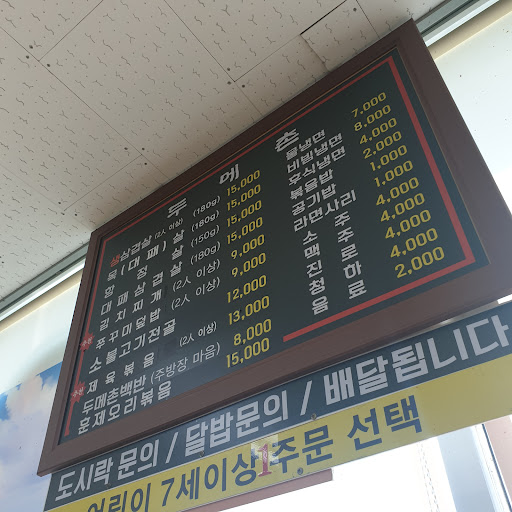 두메촌
생삼겹살(2人 이상) (180g) 15,000
목(대패)살 (180g) 15,000
항정살 (180g) 15,000
대패삼겹살 (150g) 15,000
김치찌개 (2人 이상) 9,000
쭈꾸미덮밥 9,000
소불고기전골 (2人 이상) 12,000
제육볶음 (2人 이상) 13,000
두메촌백반(주방장 마음) 8,000
훈제오리볶음 15,000
물냉면 7,000
비빔냉면 8,000
후식냉면 4,000
볶음밥 2,000
공기밥 1,000
라면사리 1,000
소주 4,000
맥주 4,000
진로 4,000
청하 4,000
음료 2,000
도시락 문의 / 달밥문의 / 배달됩니다
어린이 7세이상 1 주문 선택